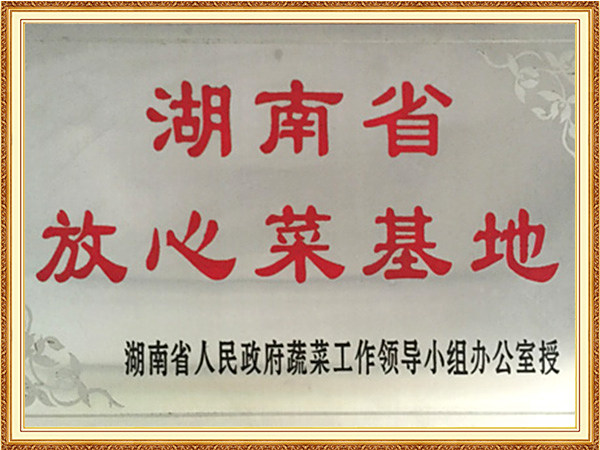 湖南省
放心菜基地
湖南省人民政府蔬菜工作领导小组办公室授